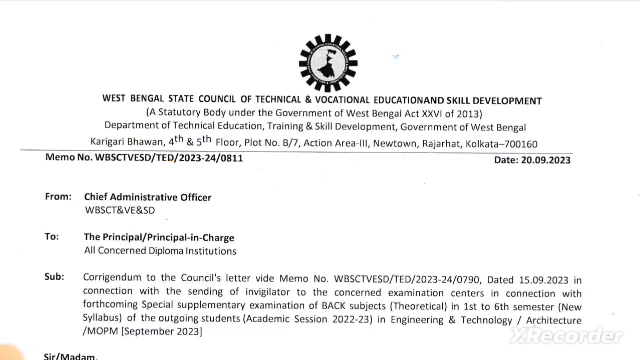 WEST BENGAL STATE COUNCIL OF TECHNICAL & VOCATIONAL EDUCATIONAND SKILL DEVELOPMENT
(A Statutory Body under the Government of West Bengal Act XXVI of 2013)
Department of Technical Education, Training & Skill Development, Government of West Bengal
Karigari Bhawan, 4th & 5th Floor, Plot No. B/7, Action Area-III, Newtown, Rajarhat, Kolkata–700160
Memo No. WBSCTVESD/TED/2023-24/0811 Date: 20.09.2023
From: Chief Administrative Officer
WBSCT&VE&SD
To: The Principal/Principal-in-Charge
All Concerned Diploma Institutions
Sub: Corrigendum to the Council's letter vide Memo No. WBSCTVESD/TED/2023-24/0790, Dated 15.09.2023 in
connection with the sending of invigilator to the concerned examination centers in connection with
forthcoming Special supplementary examination of BACK subjects (Theoretical) in 1st to 6th semester (New
Syllabus) of the outgoing students (Academic Session 2022-23) in Engineering & Technology / Architecture
/MOPM [September 2023]
Sir/Madam,
XRecorder